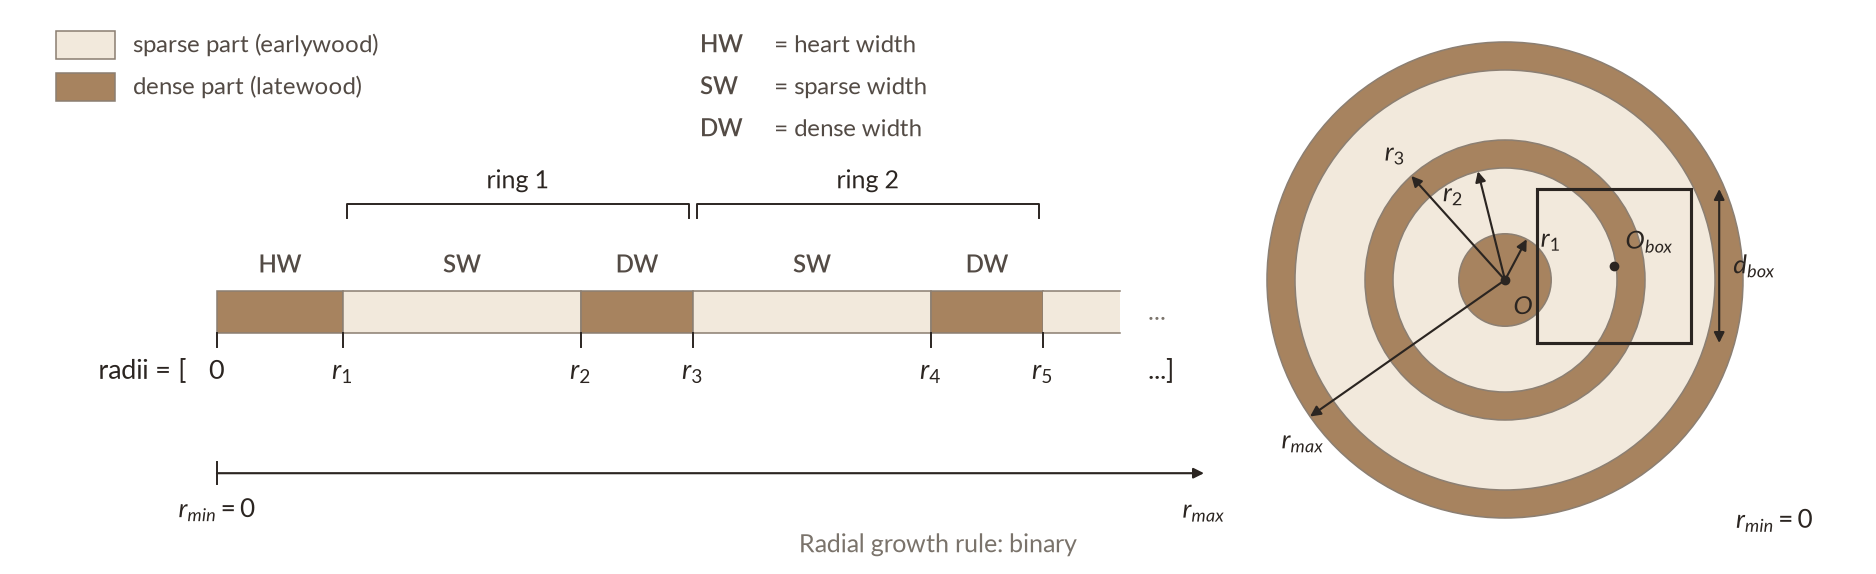 sparse part (earlywood)
dense part (latewood)
HW = heart width
SW = sparse width
DW = dense width
ring 1
ring 2
HW SW DW SW DW
...
radii = [ 0 r1 r2 r3 r4 r5 ...]
rmin = 0
rmax
Radial growth rule: binary
r3
r2
r1
Obox
dbox
O
rmax
rmin = 0